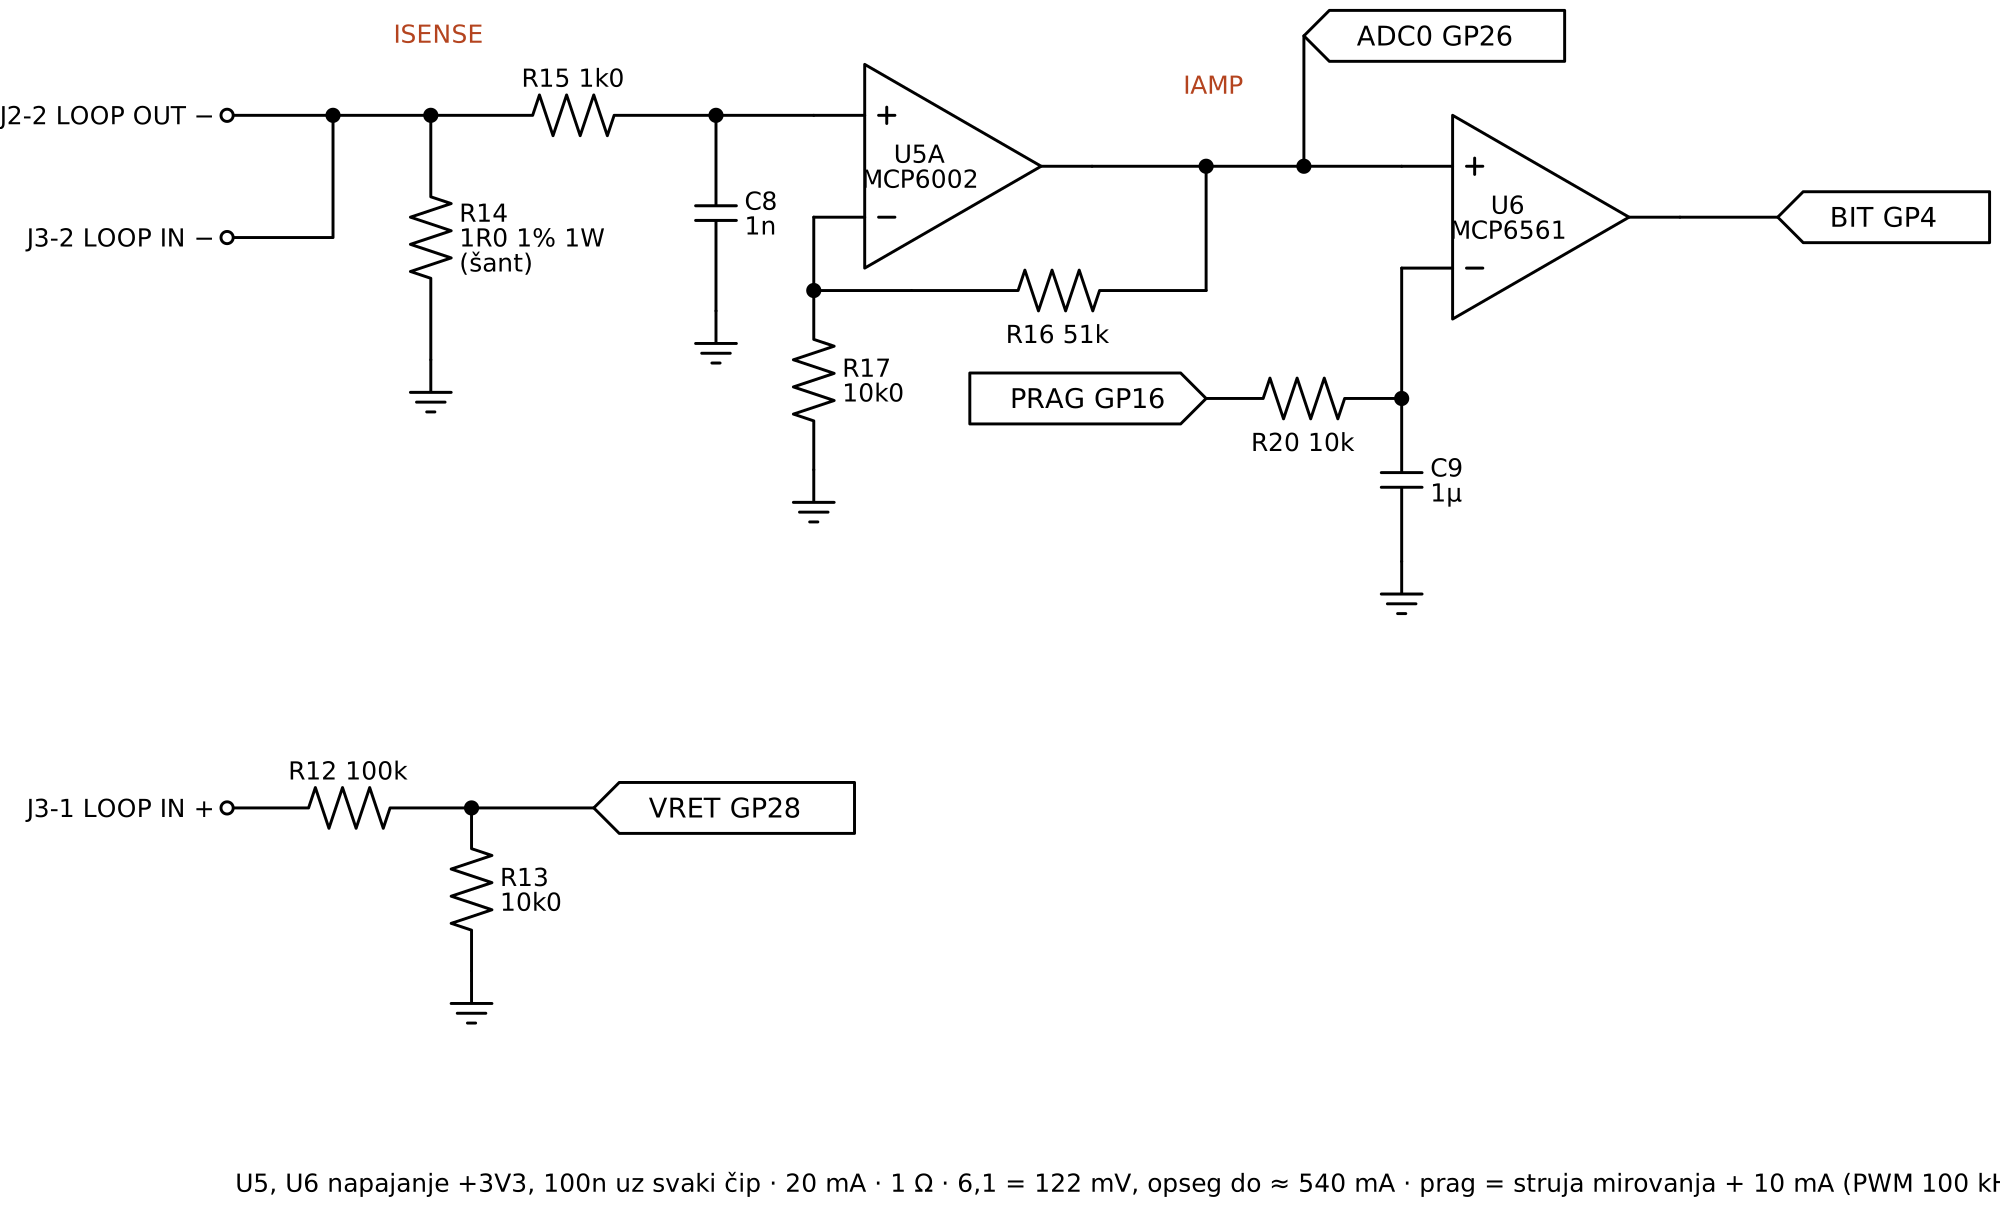 ADC0 GP26
ISENSE
R15 1k0
IAMP
J2-2 LOOP OUT −
+
U5A
MCP6002
−
+
U6
MCP6561
−
BIT GP4
C8
1n
R14
1R0 1% 1W
(šant)
J3-2 LOOP IN −
R16 51k
R17
10k0
PRAG GP16
R20 10k
C9
1µ
R12 100k
J3-1 LOOP IN +
VRET GP28
R13
10k0
U5, U6 napajanje +3V3, 100n uz svaki čip · 20 mA · 1 Ω · 6,1 = 122 mV, opseg do ≈ 540 mA · prag = struja mirovanja + 10 mA (PWM 100